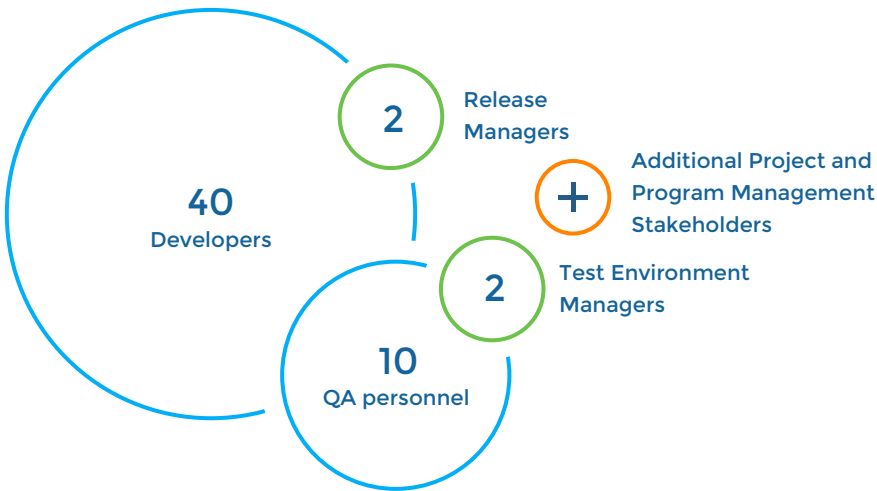 2
Release
Managers
40
Developers
+
Additional Project and
Program Management
Stakeholders
2
Test Environment
Managers
10
QA personnel